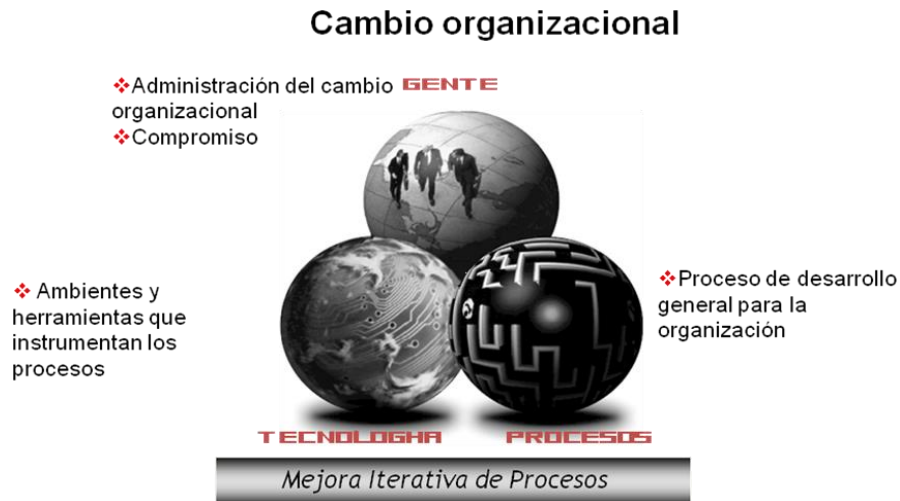 Cambio organizacional
❖Administración del cambio GENTE
organizacional
❖Compromiso
❖ Ambientes y
herramientas que
instrumentan los
procesos
❖Proceso de desarrollo
general para la
organización
TECNOLOGHA PROCESOS
Mejora Iterativa de Procesos